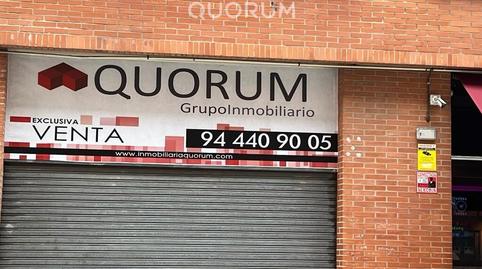 QUORUM
QUORUM
GrupoInmobiliario
EXCLUSIVA
VENTA
94 440 90 05
www.inmobiliariaquorum.com